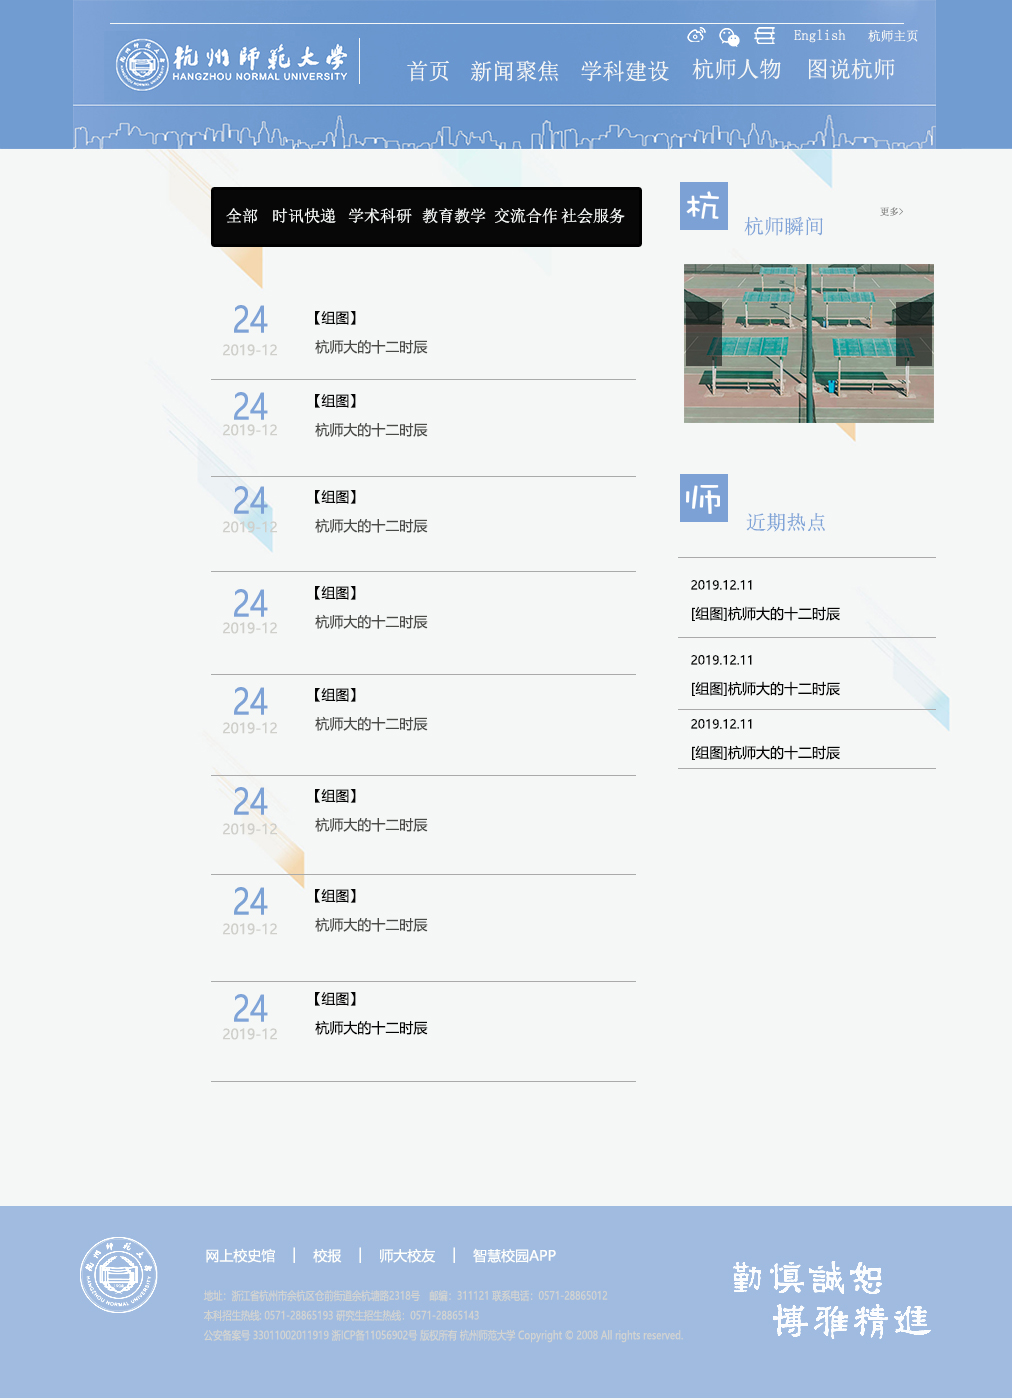 杭州师范大学
HANGZHOU NORMAL UNIVERSITY
English 杭师主页
首页 新闻聚焦 学科建设 杭师人物 图说杭师
全部 时讯快递 学术科研 教育教学 交流合作 社会服务
杭
杭师瞬间
更多>
24
2019-12
【组图】
杭师大的十二时辰
24
2019-12
【组图】
杭师大的十二时辰
24
2019-12
【组图】
杭师大的十二时辰
24
2019-12
【组图】
杭师大的十二时辰
24
2019-12
【组图】
杭师大的十二时辰
24
2019-12
【组图】
杭师大的十二时辰
24
2019-12
【组图】
杭师大的十二时辰
24
2019-12
【组图】
杭师大的十二时辰
师
近期热点
2019.12.11
[组图]杭师大的十二时辰
2019.12.11
[组图]杭师大的十二时辰
2019.12.11
[组图]杭师大的十二时辰
杭州师范大学
HANGZHOU NORMAL UNIVERSITY
网上校史馆 | 校报 | 师大校友 | 智慧校园APP
地址：浙江省杭州市余杭区仓前街道余杭塘路2318号 邮编：311121 联系电话：0571-28865012
本科招生热线: 0571-28865193 研究生招生热线：0571-28865143
公安备案号 33011002011919 浙ICP备11056902号 版权所有 杭州师范大学 Copyright © 2008 All rights reserved.
勤慎誠恕
博雅精進